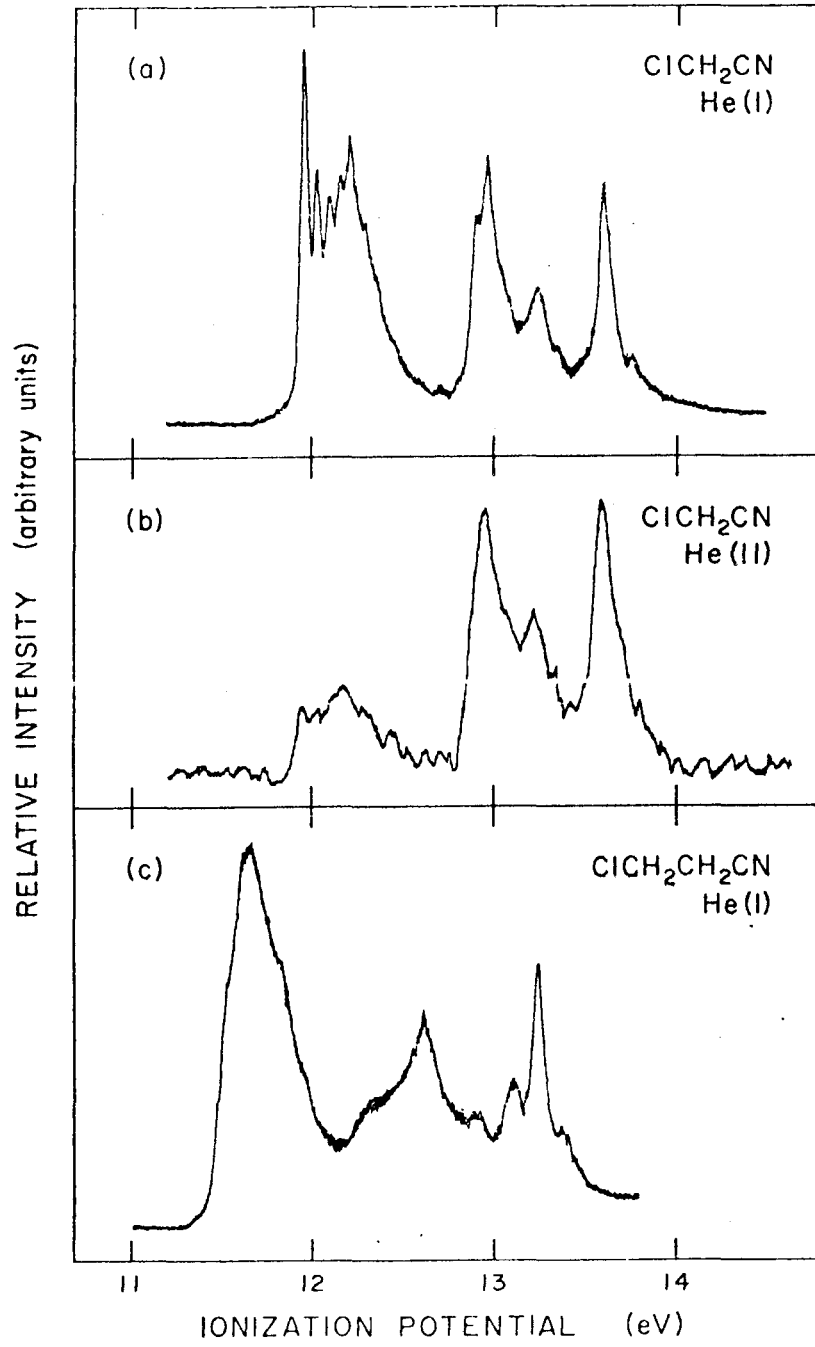 (a)
ClCH₂CN
He(I)
(b)
ClCH₂CN
He(II)
(c)
ClCH₂CH₂CN
He(I)
RELATIVE INTENSITY (arbitrary units)
11 12 13 14
IONIZATION POTENTIAL (eV)